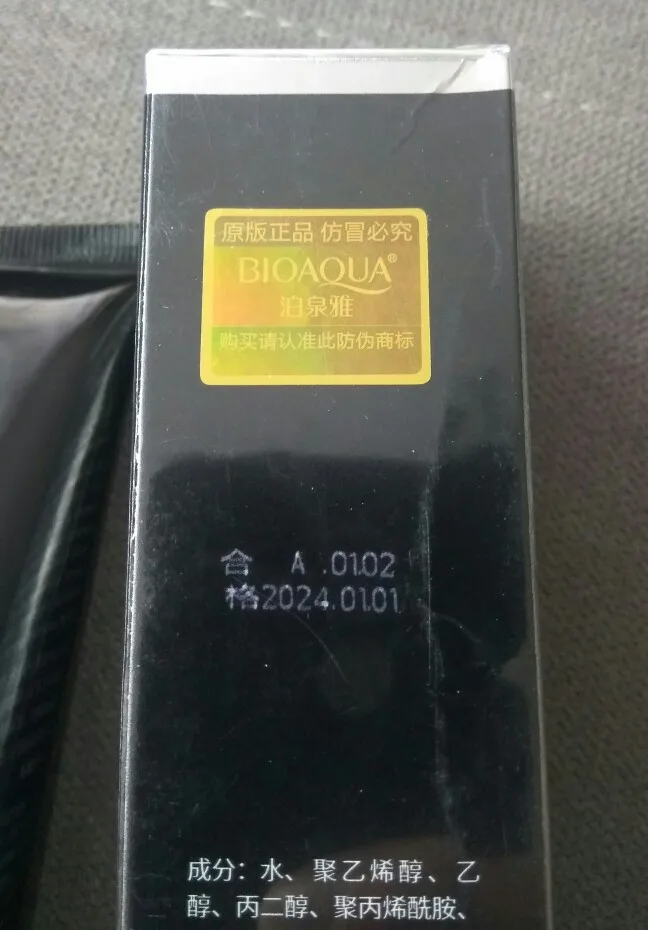 原版正品 仿冒必究
BIOAQUA®
泊泉雅
购买请认准此防伪商标
合 A .01.02
格2024.01.01
成分：水、聚乙烯醇、乙
醇、丙二醇、聚丙烯酰胺、